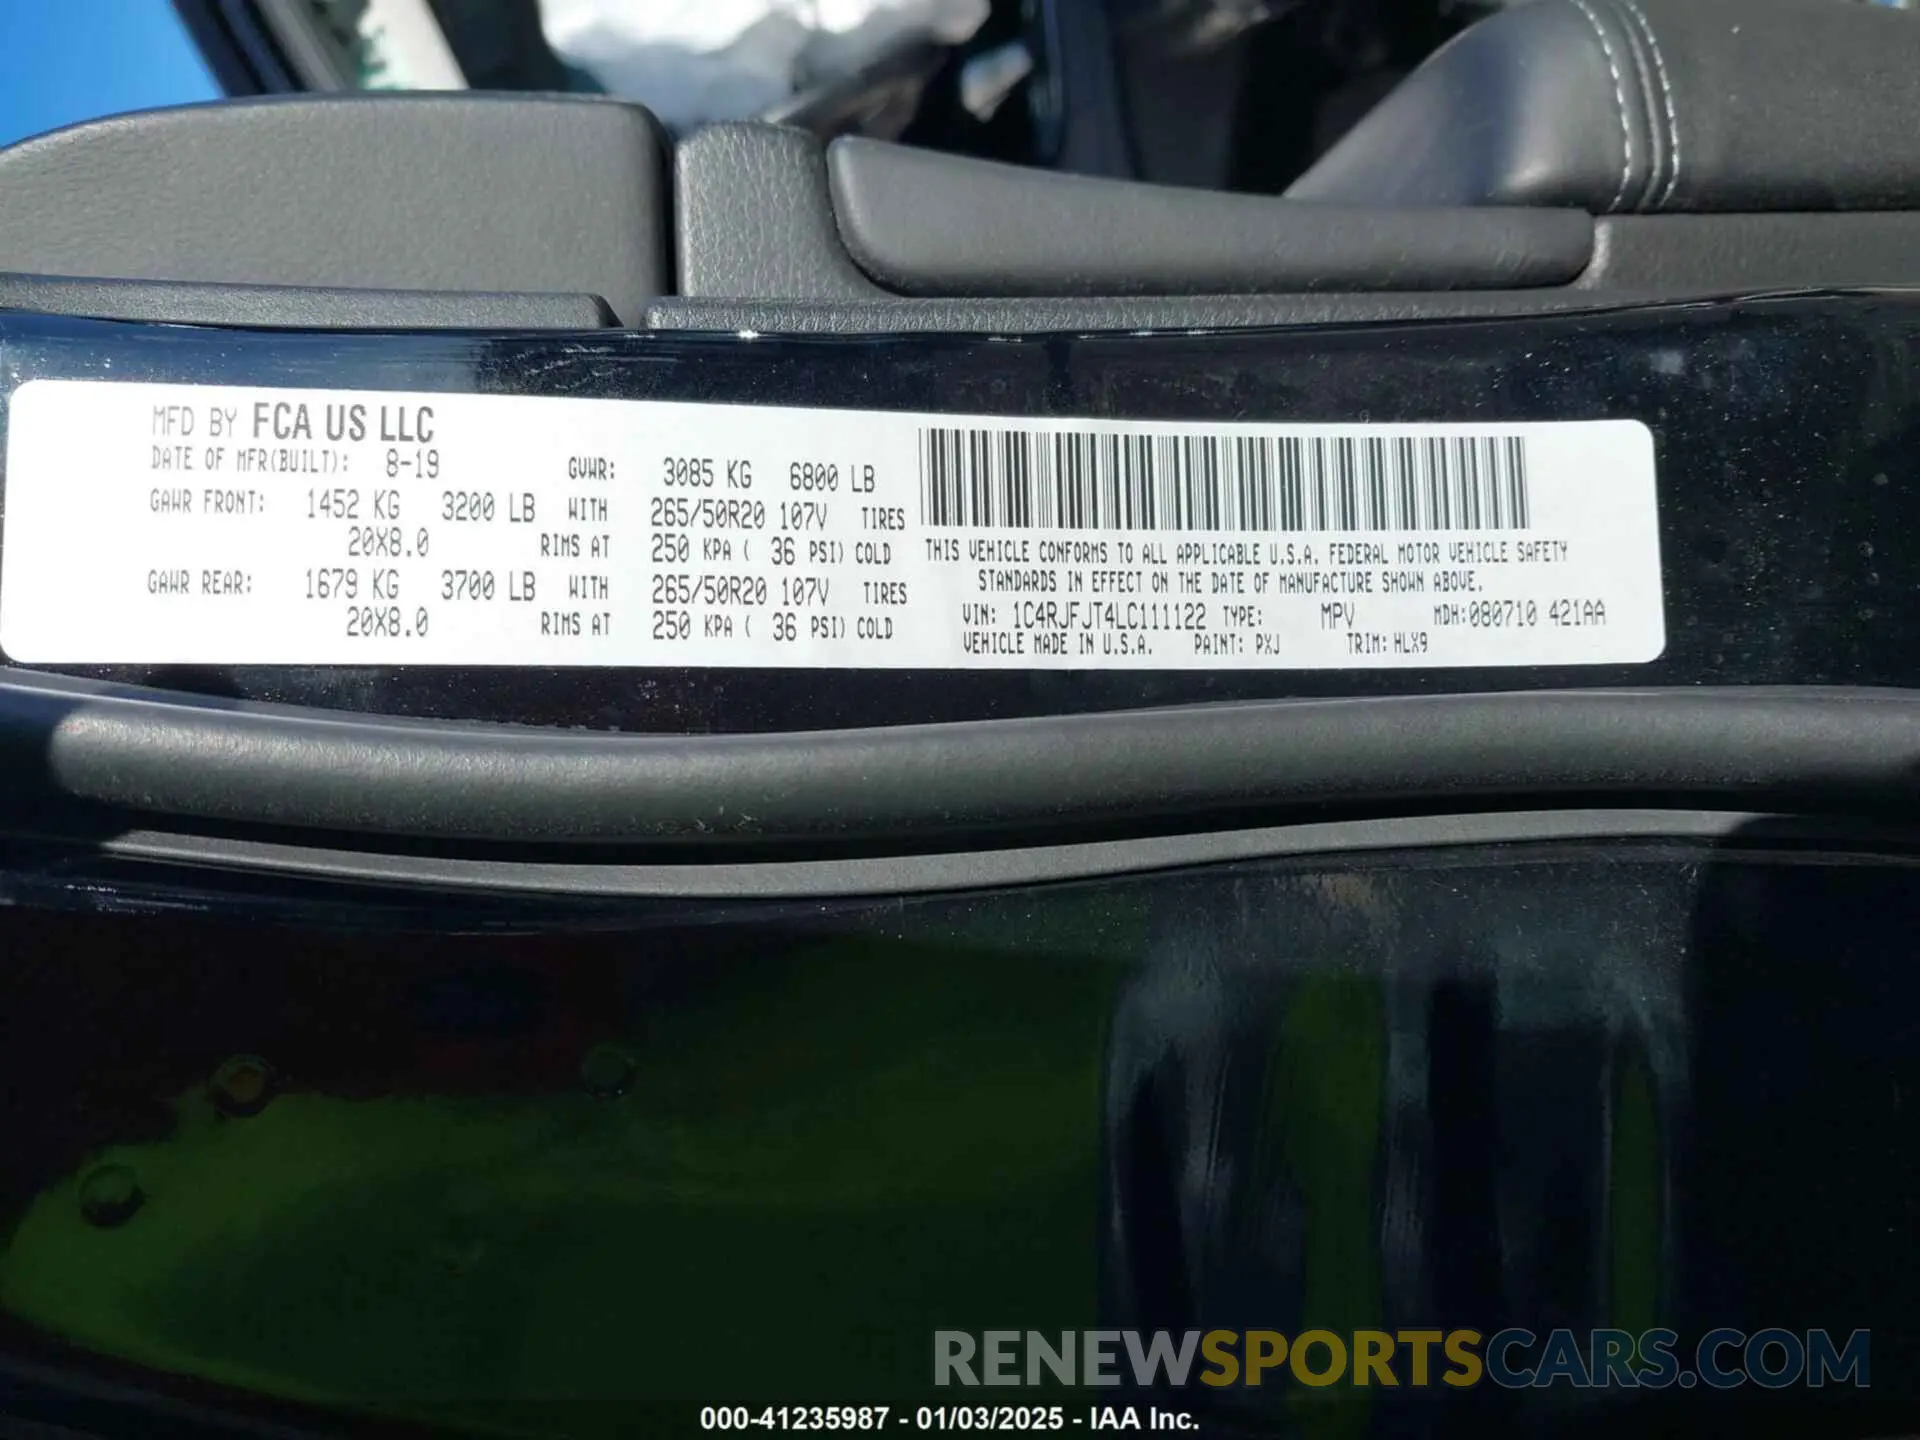 MFD BY FCA US LLC
DATE OF MFR(BUILT): 8-19 GVWR: 3085 KG 6800 LB
GAWR FRONT: 1452 KG 3200 LB WITH 265/50R20 107V TIRES
20X8.0 RIMS AT 250 KPA ( 36 PSI) COLD
GAWR REAR: 1679 KG 3700 LB WITH 265/50R20 107V TIRES
20X8.0 RIMS AT 250 KPA ( 36 PSI) COLD
THIS VEHICLE CONFORMS TO ALL APPLICABLE U.S.A. FEDERAL MOTOR VEHICLE SAFETY
STANDARDS IN EFFECT ON THE DATE OF MANUFACTURE SHOWN ABOVE.
VIN: 1C4RJFJT4LC111122 TYPE: MPV MDH:080710 421AA
VEHICLE MADE IN U.S.A. PAINT: PXJ TRIM: HLX9
RENEWSPORTSCARS.COM
000-41235987 - 01/03/2025 - IAA Inc.